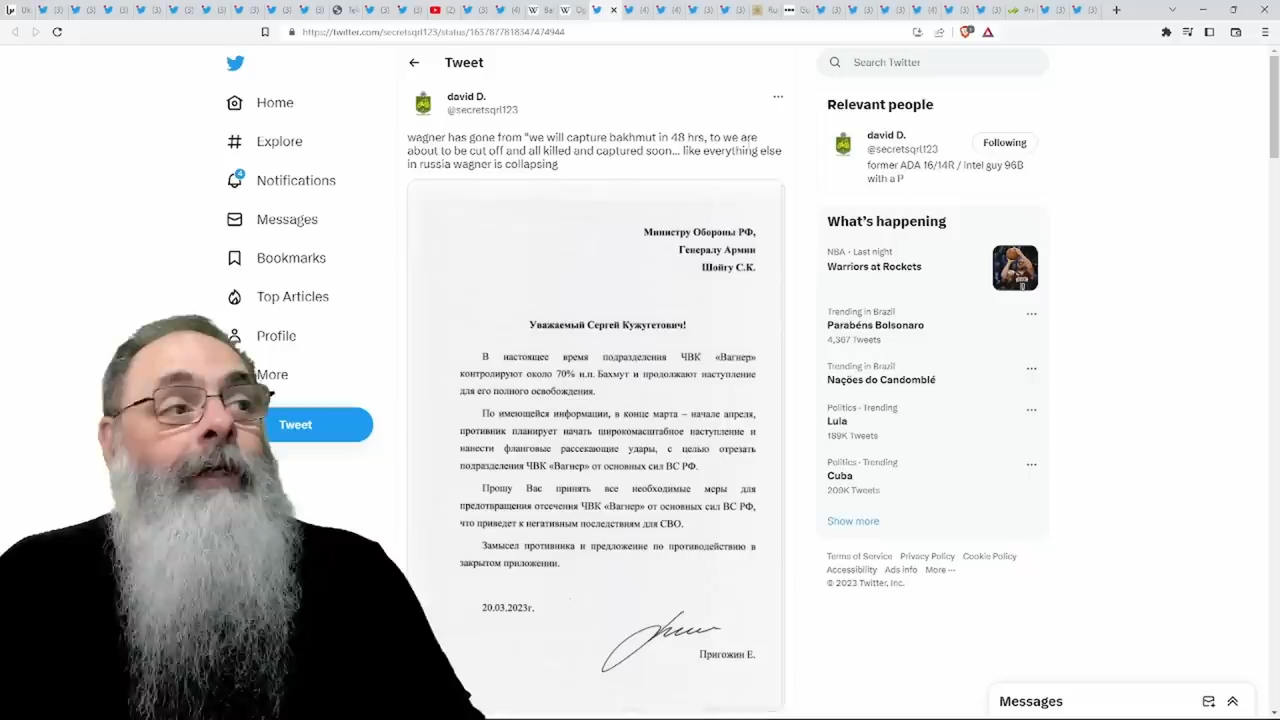 https://twitter.com/secretsqrl123/status/1637877818347474944
Home
Explore
4
Notifications
Messages
Bookmarks
Top Articles
Profile
More
Tweet
Tweet
david D.
@secretsqrl123
wagner has gone from "we will capture bakhmut in 48 hrs, to we are
about to be cut off and all killed and captured soon... like everything else
in russia wagner is collapsing
Министру Обороны РФ,
Генералу Армии
Шойгу С.К.
Уважаемый Сергей Кужугетович!
В настоящее время подразделения ЧВК «Вагнер»
контролируют около 70% н.п. Бахмут и продолжают наступление
для его полного освобождения.
По имеющейся информации, в конце марта – начале апреля,
противник планирует начать широкомасштабное наступление и
нанести фланговые рассекающие удары, с целью отрезать
подразделения ЧВК «Вагнер» от основных сил ВС РФ.
Прошу Вас принять все необходимые меры для
предотвращения отсечения ЧВК «Вагнер» от основных сил ВС РФ,
что приведет к негативным последствиям для СВО.
Замысел противника и предложение по противодействию в
закрытом приложении.
20.03.2023г.
Пригожин Е.
Search Twitter
Relevant people
david D.
@secretsqrl123
Following
former ADA 16/14R / Intel guy 96B
with a P
What's happening
NBA · Last night
Warriors at Rockets
Trending in Brazil
Parabéns Bolsonaro
4,367 Tweets
Trending in Brazil
Nações do Candomblé
Politics · Trending
Lula
189K Tweets
Politics · Trending
Cuba
209K Tweets
Show more
Terms of Service Privacy Policy Cookie Policy
Accessibility Ads info More ···
© 2023 Twitter, Inc.
Messages